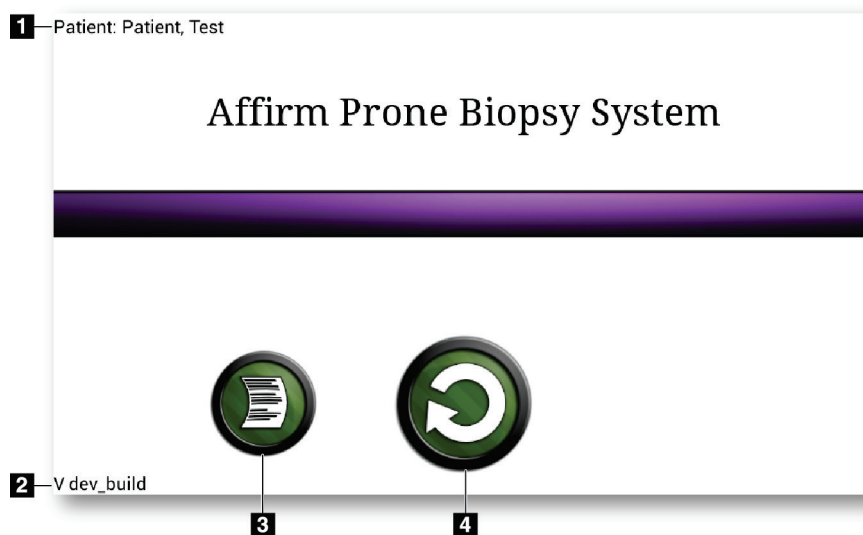 1 Patient: Patient, Test
Affirm Prone Biopsy System
2 V dev_build
3 4